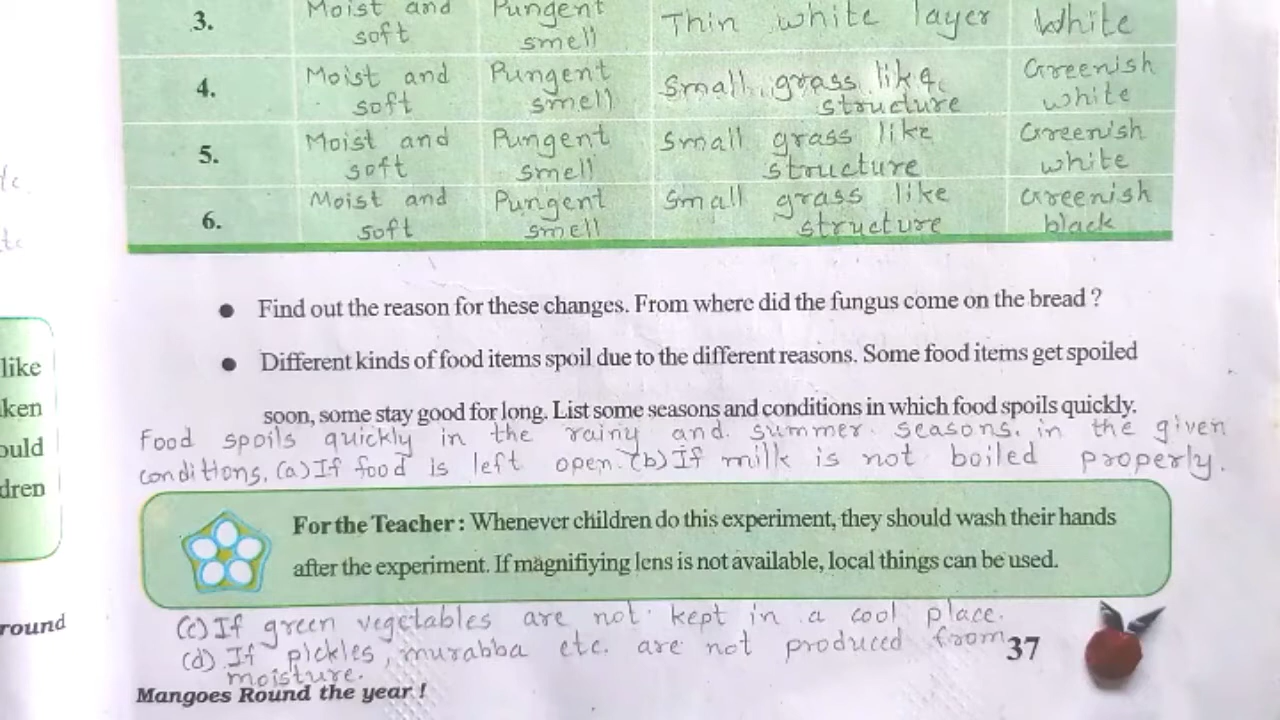 3. Moist and soft Pungent smell Thin white layer White
4. Moist and soft Pungent smell Small grass like structure Greenish white
5. Moist and soft Pungent smell Small grass like structure Greenish white
6. Moist and soft Pungent smell Small grass like structure Greenish black
● Find out the reason for these changes. From where did the fungus come on the bread ?
● Different kinds of food items spoil due to the different reasons. Some food items get spoiled
soon, some stay good for long. List some seasons and conditions in which food spoils quickly.
Food spoils quickly in the rainy and summer seasons. in the given
conditions. (a) If food is left open. (b) If milk is not boiled properly.
like
ken
ould
dren
For the Teacher : Whenever children do this experiment, they should wash their hands
after the experiment. If magnifiying lens is not available, local things can be used.
round
(c) If green vegetables are not kept in a cool place.
(d) If pickles, murabba etc. are not produced from
moisture.
37
Mangoes Round the year !